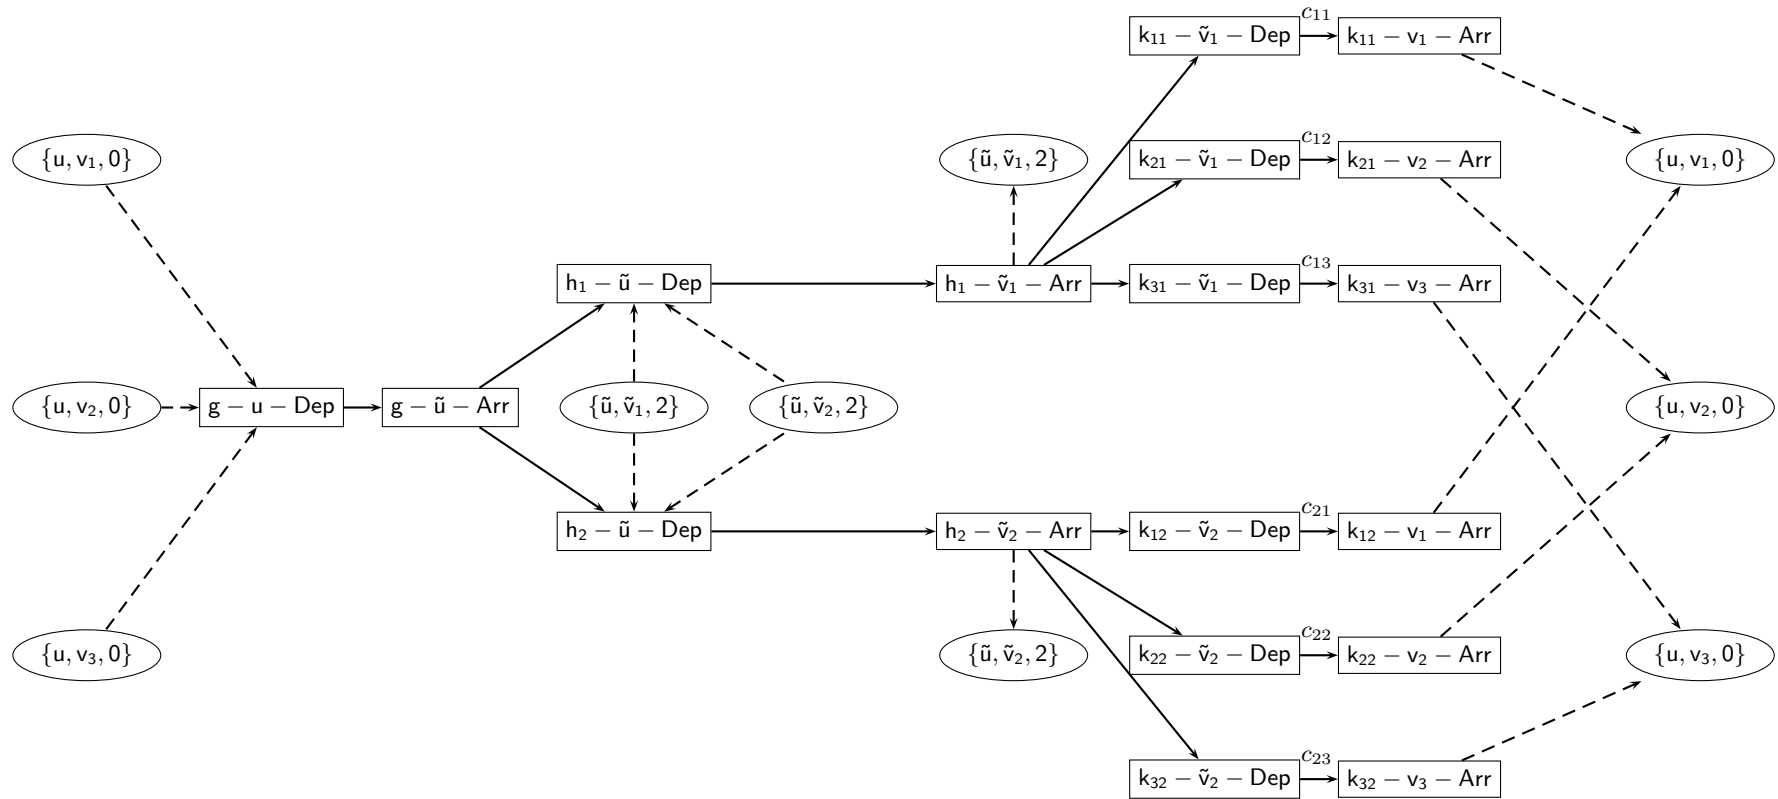 c₁₁
k₁₁ − ṽ₁ − Dep
k₁₁ − v₁ − Arr
{u, v₁, 0}
{ũ, ṽ₁, 2}
c₁₂
k₂₁ − ṽ₁ − Dep
k₂₁ − v₂ − Arr
{u, v₁, 0}
h₁ − ũ − Dep
h₁ − ṽ₁ − Arr
c₁₃
k₃₁ − ṽ₁ − Dep
k₃₁ − v₃ − Arr
{u, v₂, 0}
g − u − Dep
g − ũ − Arr
{ũ, ṽ₁, 2}
{ũ, ṽ₂, 2}
{u, v₂, 0}
h₂ − ũ − Dep
h₂ − ṽ₂ − Arr
c₂₁
k₁₂ − ṽ₂ − Dep
k₁₂ − v₁ − Arr
{u, v₃, 0}
{ũ, ṽ₂, 2}
c₂₂
k₂₂ − ṽ₂ − Dep
k₂₂ − v₂ − Arr
{u, v₃, 0}
c₂₃
k₃₂ − ṽ₂ − Dep
k₃₂ − v₃ − Arr